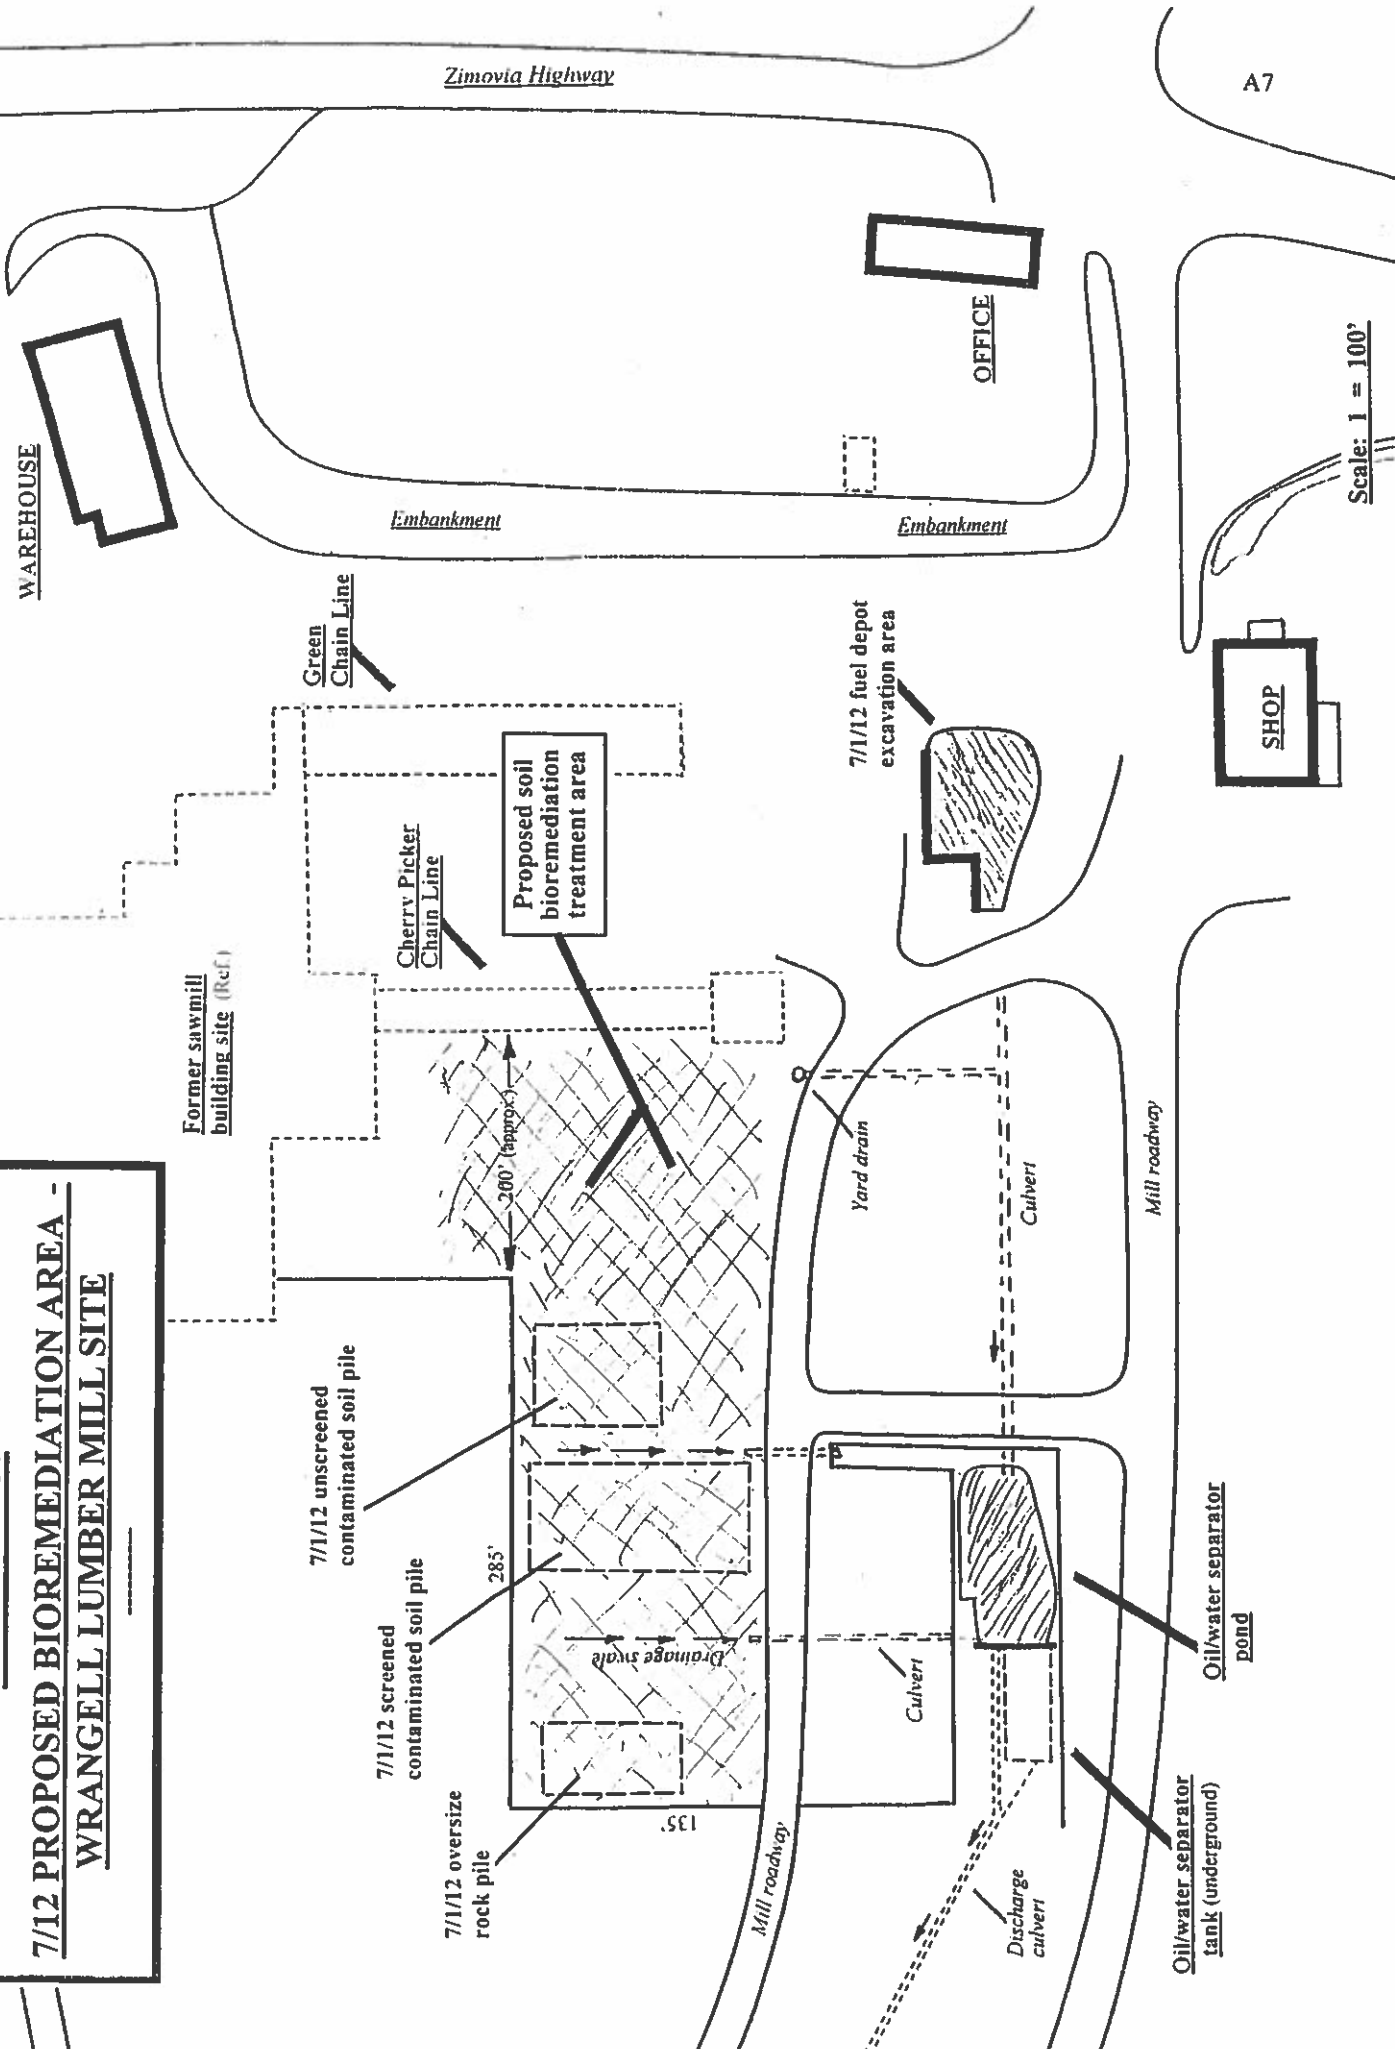 7/12 PROPOSED BIOREMEDIATION AREA -
WRANGELL LUMBER MILL SITE
A7
Zimovia Highway
WAREHOUSE
OFFICE
Embankment
Embankment
Scale: 1 = 100'
Green
Chain Line
7/1/12 fuel depot
excavation area
SHOP
Former sawmill
building site (Ref.)
Cherry Picker
Chain Line
Proposed soil
bioremediation
treatment area
200' (approx.)
Yard drain
Culvert
Mill roadway
7/1/12 unscreened
contaminated soil pile
285'
7/1/12 screened
contaminated soil pile
Drainage swale
Culvert
Oil/water separator
pond
7/1/12 oversize
rock pile
135'
Mill roadway
Discharge
culvert
Oil/water separator
tank (underground)